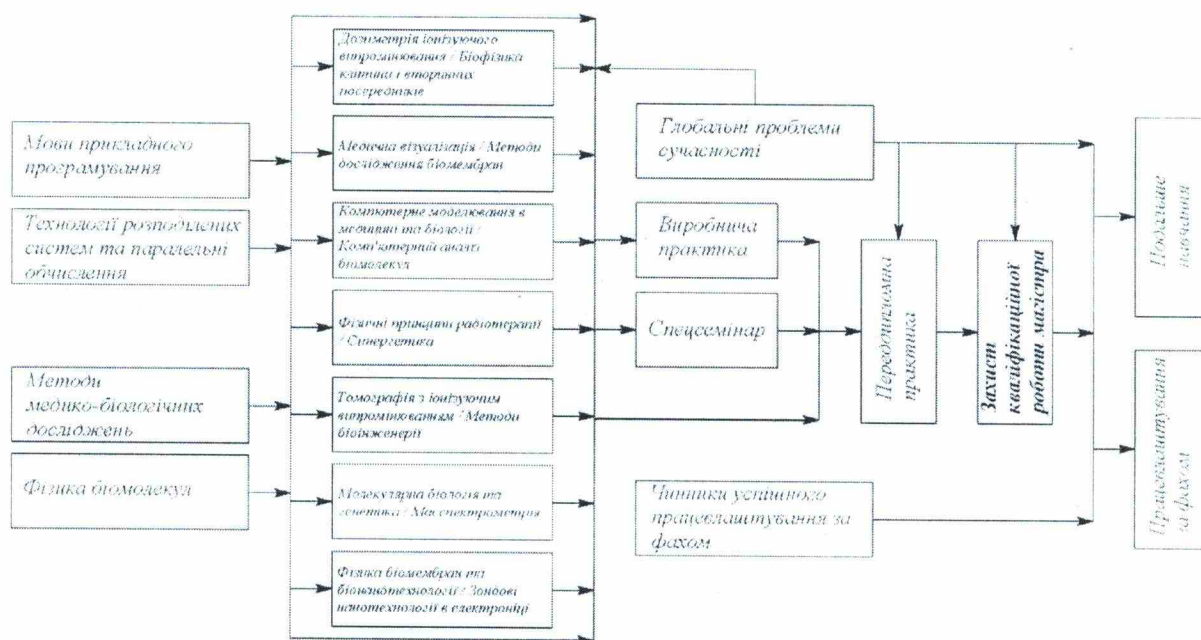 Мови прикладного
програмування
Технології розподілених
систем та паралельні
обчислення
Методи
медико-біологічних
досліджень
Фізика біомолекул
Дозиметрія іонізуючого
випромінювання / Біофізика
клітини і вторинних
посередників
Медична візуалізація / Методи
дослідження біомембран
Комп'ютерне моделювання в
медицині та біології /
Комп'ютерний аналіз
біомолекул
Фізичні принципи радіотерапії
/ Синергетика
Томографія з іонізуючим
випромінюванням / Методи
біоінженерії
Молекулярна біологія та
генетика / Мас спектрометрія
Фізика біомембран та
біонанотехнології / Зондові
нанотехнології в електроніці
Глобальні проблеми
сучасності
Виробнича
практика
Спецсемінар
Чинники успішного
працевлаштування за
фахом
Переддипломна
практика
Захист
кваліфікаційної
роботи магістра
Подальше
навчання
Працевлаштування
за фахом